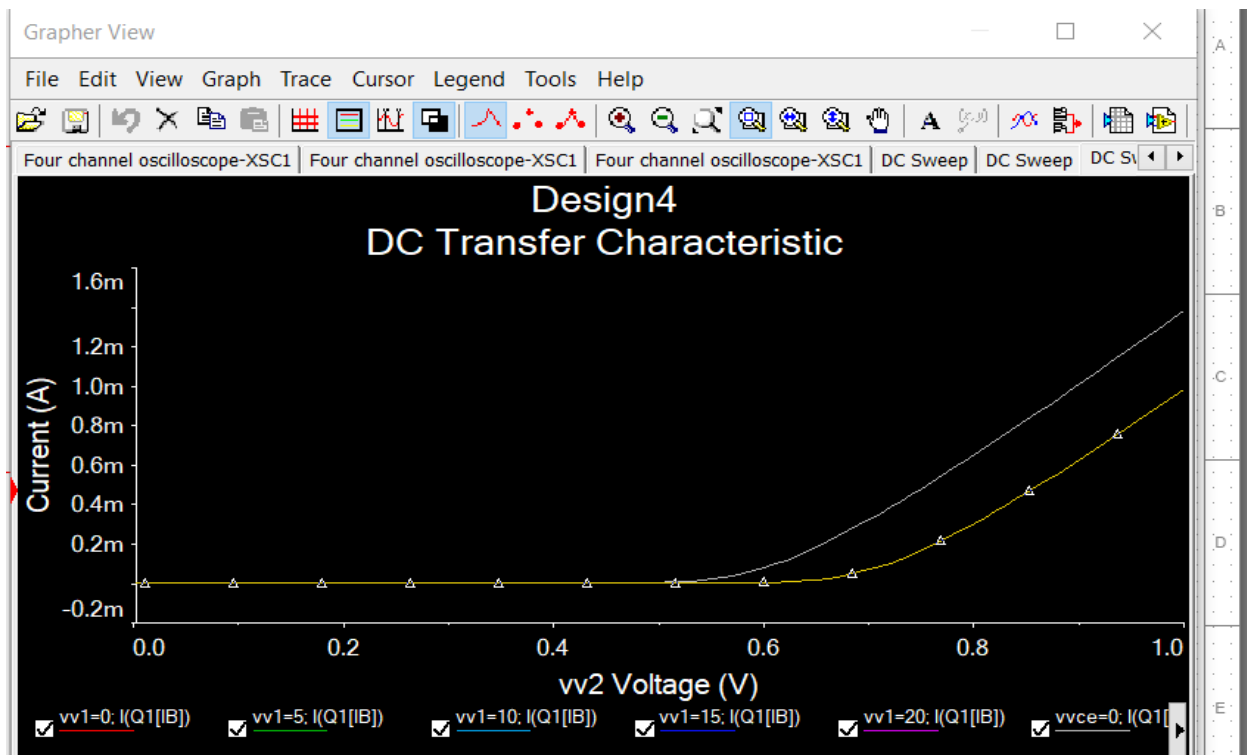 Grapher View
File Edit View Graph Trace Cursor Legend Tools Help
A
Four channel oscilloscope-XSC1 Four channel oscilloscope-XSC1 Four channel oscilloscope-XSC1 DC Sweep DC Sweep DC Sw
Design4
DC Transfer Characteristic
Current (A)
1.6m
1.2m
1.0m
0.8m
0.6m
0.4m
0.2m
-0.2m
0.0 0.2 0.4 0.6 0.8 1.0
vv2 Voltage (V)
vv1=0; I(Q1[IB]) vv1=5; I(Q1[IB]) vv1=10; I(Q1[IB]) vv1=15; I(Q1[IB]) vv1=20; I(Q1[IB]) vvce=0; I(Q1[
A
B
C
D
E